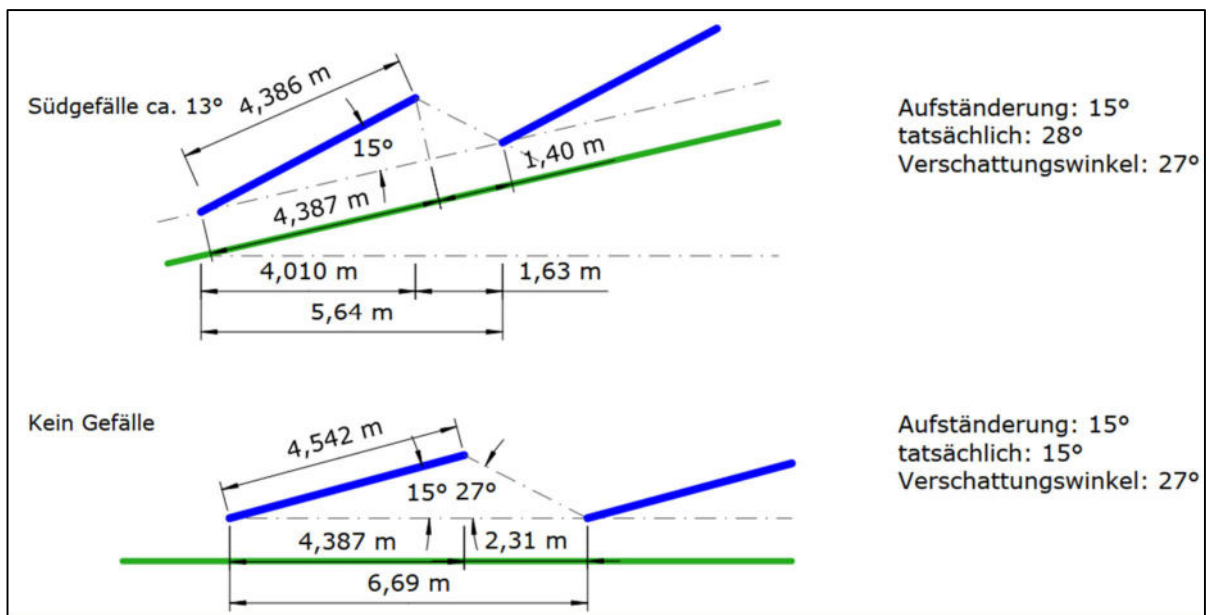 Südgefälle ca. 13°
4,386 m
15°
1,40 m
4,387 m
4,010 m
1,63 m
5,64 m
Aufständerung: 15°
tatsächlich: 28°
Verschattungswinkel: 27°
Kein Gefälle
4,542 m
15° 27°
4,387 m
2,31 m
6,69 m
Aufständerung: 15°
tatsächlich: 15°
Verschattungswinkel: 27°